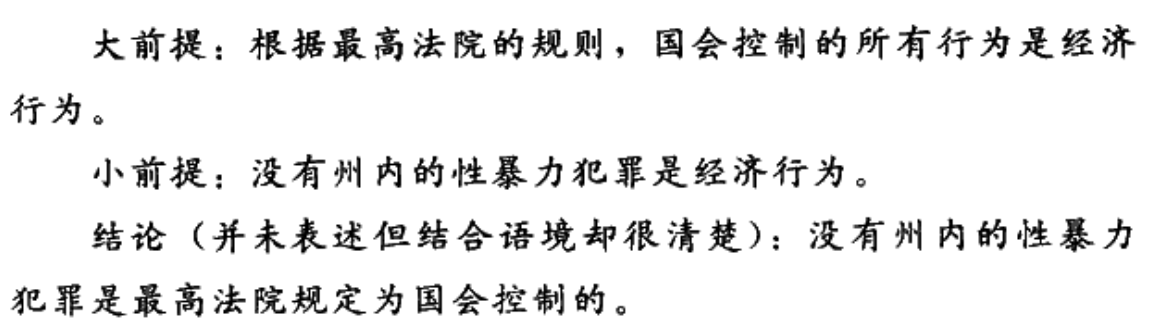 大前提：根据最高法院的规则，国会控制的所有行为是经济
行为。
小前提：没有州内的性暴力犯罪是经济行为。
结论（并未表述但结合语境却很清楚）：没有州内的性暴力
犯罪是最高法院规定为国会控制的。